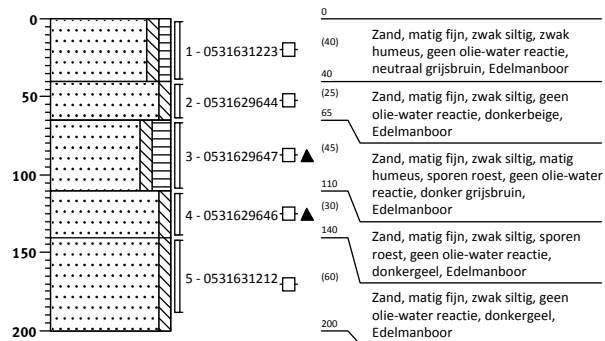 0
50
100
150
200
1 - 0531631223
2 - 0531629644
3 - 0531629647
4 - 0531629646
5 - 0531631212
0
(40)
Zand, matig fijn, zwak siltig, zwak
humeus, geen olie-water reactie,
neutraal grijsbruin, Edelmanboor
40
(25)
Zand, matig fijn, zwak siltig, geen
olie-water reactie, donkerbeige,
Edelmanboor
65
(45)
Zand, matig fijn, zwak siltig, matig
humeus, sporen roest, geen olie-water
reactie, donker grijsbruin,
Edelmanboor
110
(30)
Zand, matig fijn, zwak siltig, sporen
roest, geen olie-water reactie,
donkergeel, Edelmanboor
140
(60)
Zand, matig fijn, zwak siltig, geen
olie-water reactie, donkergeel,
Edelmanboor
200